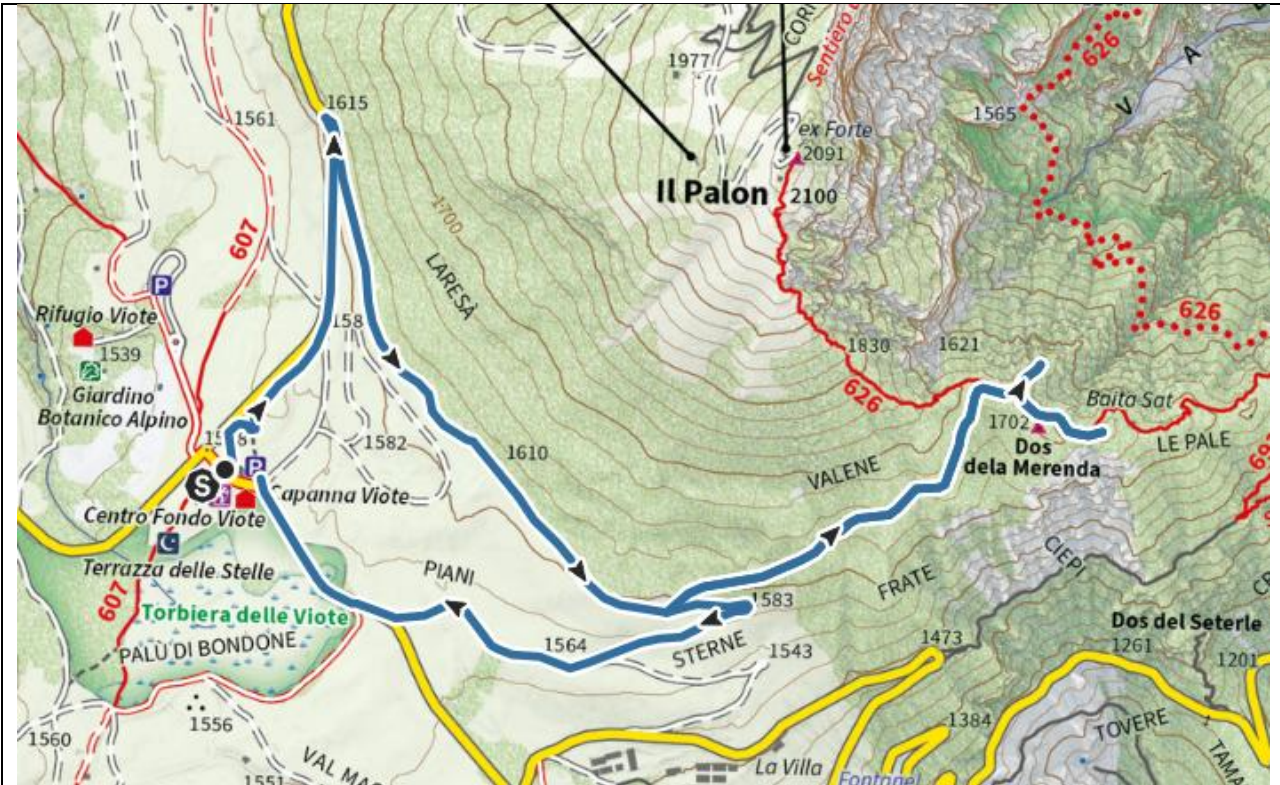 1615
1977
CORN
Sentiero
626
V
A
1565
1561
ex Forte
2091
Il Palon
2100
607
1700
LARESÀ
P
Rifugio Viote
1539
Giardino
Botanico Alpino
158
626
1830
1621
626
Baita Sat
1702
Dos
dela Merenda
LE PALE
1582
1610
VALENE
P
S
Capanna Viote
Centro Fondo Viote
Terrazza delle Stelle
CIEPI
PIANI
FRATE
607
Torbiera delle Viote
1583
PALÙ DI BONDONE
1564
STERNE
1543
1473
Dos del Seterle
1261
1201
1556
1560
1384
TOVERE
VAL
1551
La Villa
Fontanel